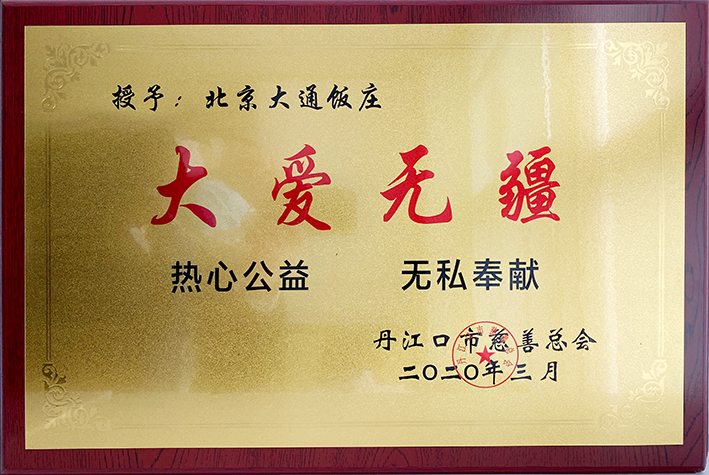 授予：北京大通饭庄
大爱无疆
热心公益 无私奉献
丹江口市慈善总会
二〇二〇年三月